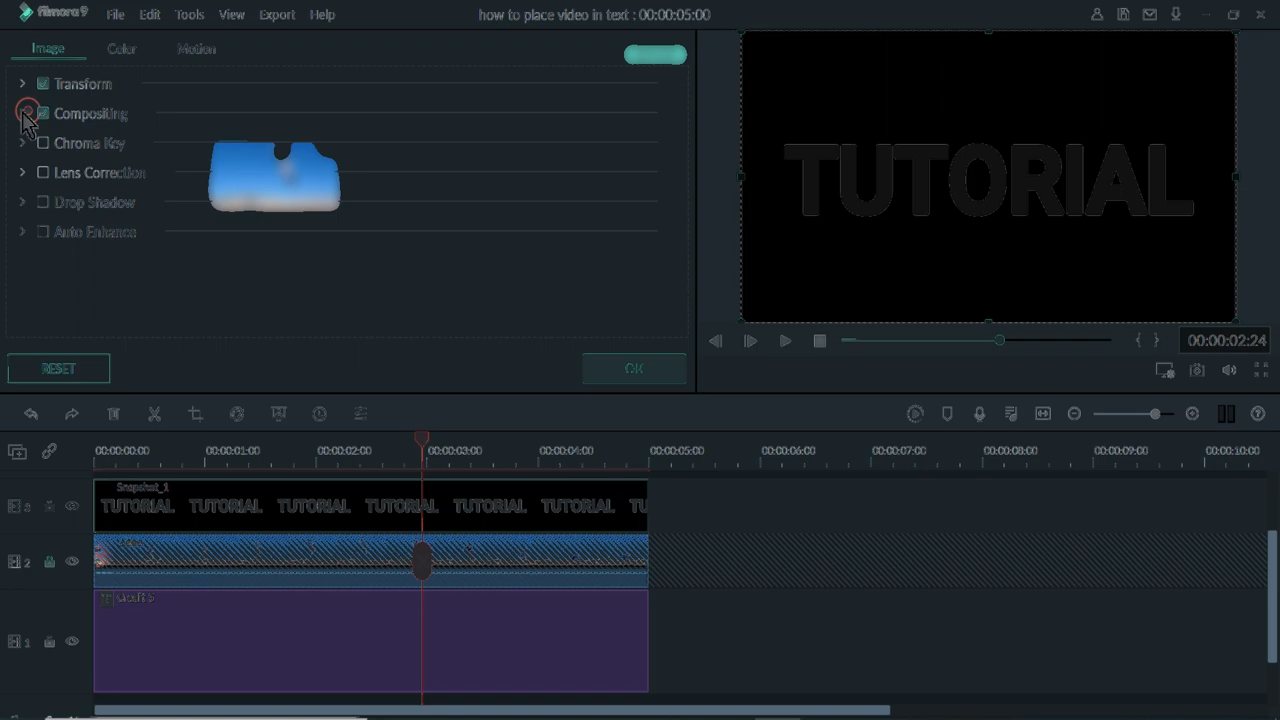 filmora9 File Edit Tools View Export Help how to place video in text : 00:00:05:00
Image Color Motion
Transform
Compositing
Chroma Key
Lens Correction
Drop Shadow
Auto Enhance
RESET OK
TUTORIAL
00:00:02:24
00:00:00:00 00:00:01:00 00:00:02:00 00:00:03:00 00:00:04:00 00:00:05:00 00:00:06:00 00:00:07:00 00:00:08:00 00:00:09:00 00:00:10:00
Snapshot_1
3 TUTORIAL TUTORIAL TUTORIAL TUTORIAL TUTORIAL TUTORIAL TU
2
1